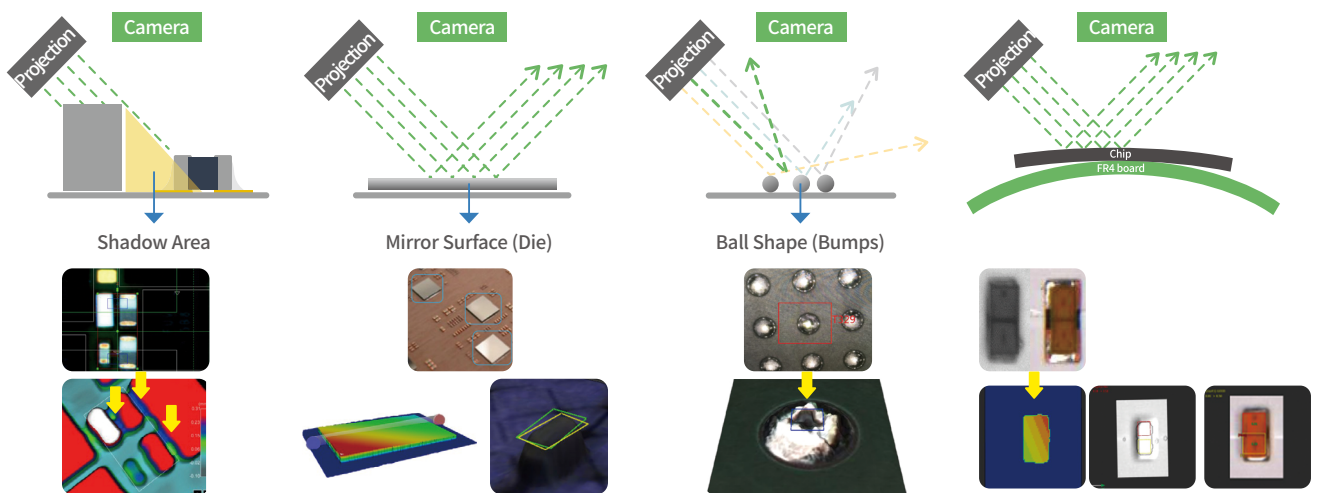 Camera
Camera
Camera
Camera
Projection
Projection
Projection
Projection
Chip
FR4 board
Shadow Area
Mirror Surface (Die)
Ball Shape (Bumps)